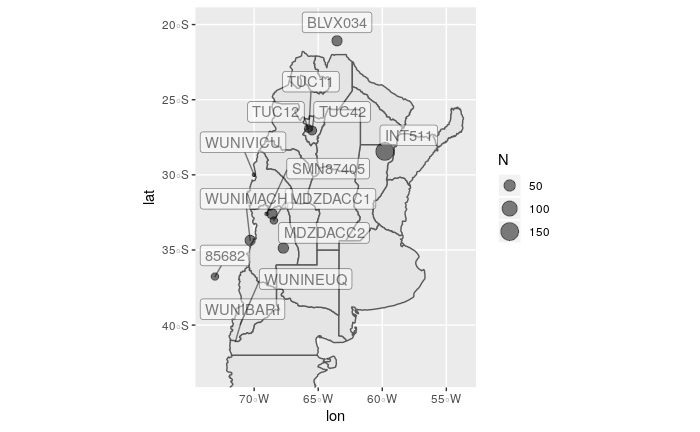 BLVX034
20°S
TUC11
25°S
TUC12 TUC42
INT511
WUNIVICU
SMN87405
30°S
WUNIMACH MDZDACC1
MDZDACC2
35°S
85682
WUNINEUQ
WUNIBARI
40°S
70°W 65°W 60°W 55°W
lon
lat
N
50
100
150